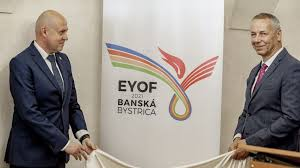 EYOF
2021
BANSKÁ
BYSTRICA